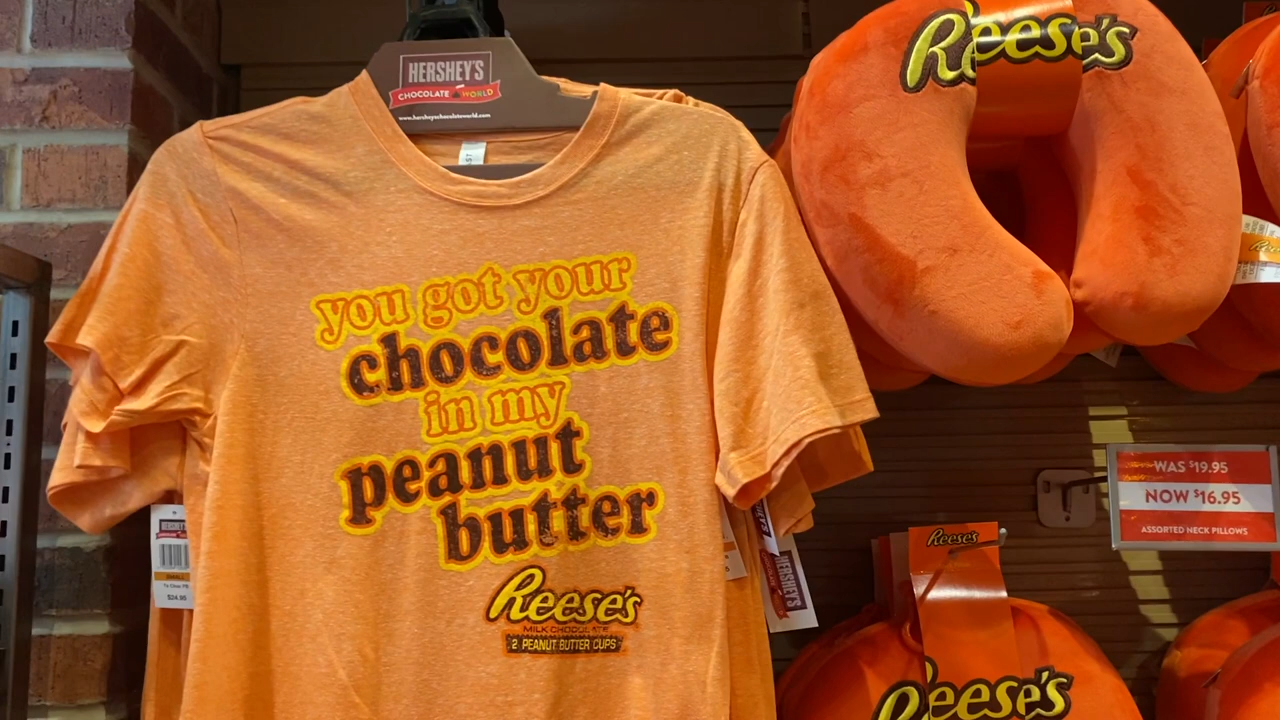 HERSHEY'S
CHOCOLATE WORLD
www.hersheyschocolateworld.com
you got your
chocolate
in my
peanut
butter
Reese's
MILK CHOCOLATE
2 PEANUT BUTTER CUPS
SMALL
$24.95
HERSHEY'S
Reese's
WAS $19.95
NOW $16.95
ASSORTED NECK PILLOWS
Reese's
Reese's